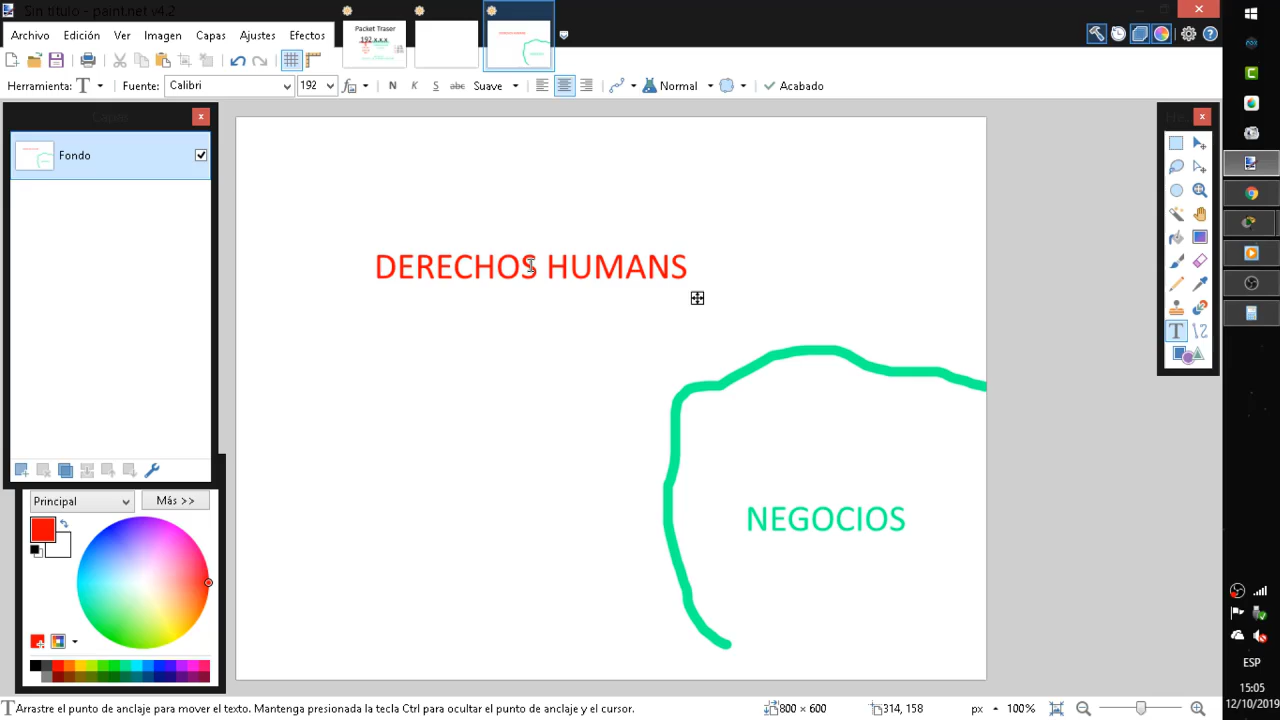 Sin título - paint.net v4.2
Archivo Edición Ver Imagen Capas Ajustes Efectos
Packet Traser
192.x.x.x
Herramienta: T Fuente: Calibri 192 N K S abc Suave Normal Acabado
Capas
Fondo
DERECHOS HUMANS
NEGOCIOS
Principal Más >>
ESP
15:05
12/10/2019
Arrastre el punto de anclaje para mover el texto. Mantenga presionada la tecla Ctrl para ocultar el punto de anclaje y el cursor. 800 × 600 314, 158 px 100%